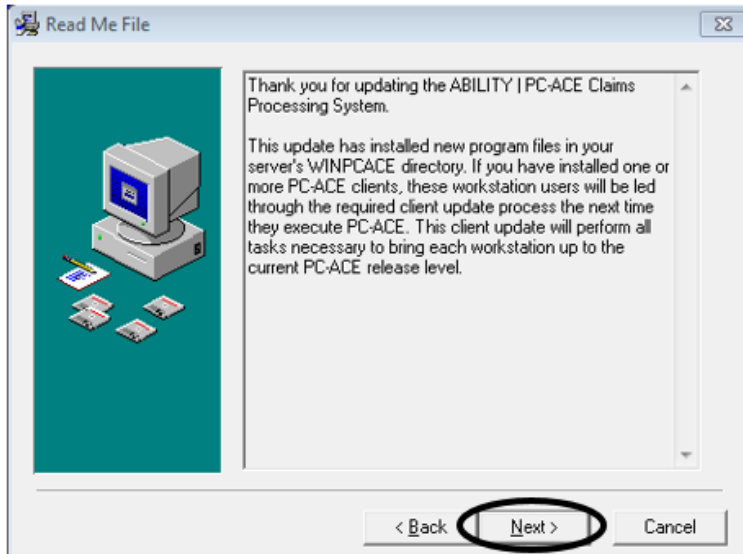 Read Me File
Thank you for updating the ABILITY | PC-ACE Claims
Processing System.
This update has installed new program files in your
server's WINPCACE directory. If you have installed one or
more PC-ACE clients, these workstation users will be led
through the required client update process the next time
they execute PC-ACE. This client update will perform all
tasks necessary to bring each workstation up to the
current PC-ACE release level.
< Back
Next >
Cancel